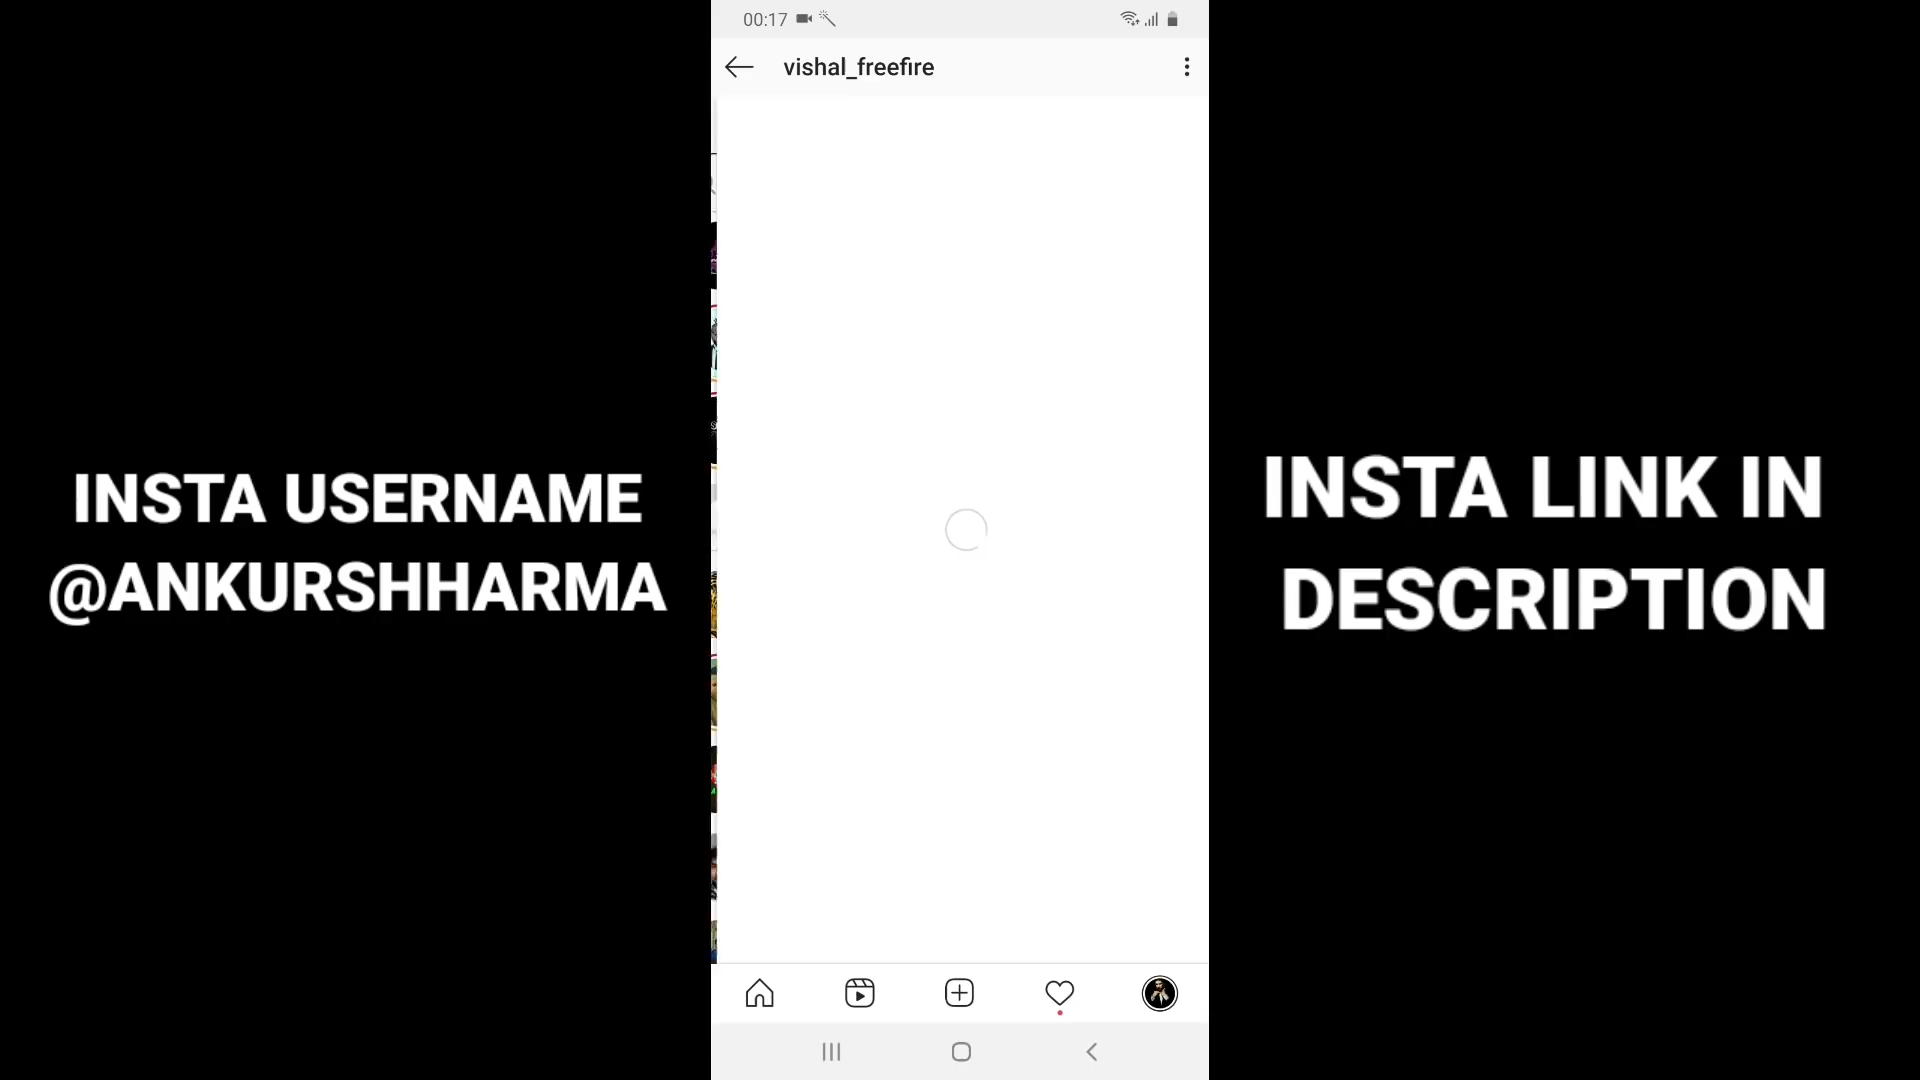 00:17
vishal_freefire
INSTA USERNAME
@ANKURSHHARMA
INSTA LINK IN
DESCRIPTION